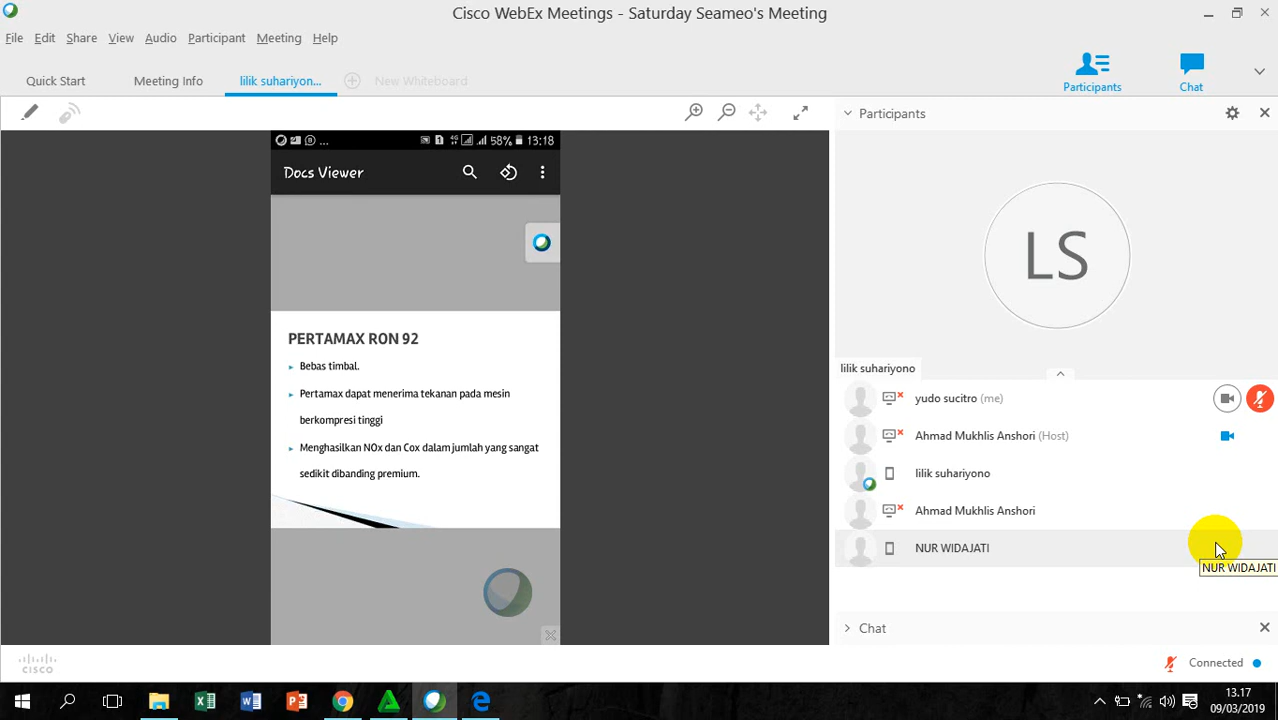 Cisco WebEx Meetings - Saturday Seameo's Meeting
File Edit Share View Audio Participant Meeting Help
Quick Start Meeting Info lilik suhariyon... New Whiteboard
Participants Chat
Participants
... 4G 58% 13:18
Docs Viewer
PERTAMAX RON 92
Bebas timbal.
Pertamax dapat menerima tekanan pada mesin
berkompresi tinggi
Menghasilkan NOx dan Cox dalam jumlah yang sangat
sedikit dibanding premium.
LS
lilik suhariyono
yudo sucitro (me)
Ahmad Mukhlis Anshori (Host)
lilik suhariyono
Ahmad Mukhlis Anshori
NUR WIDAJATI
NUR WIDAJATI
Chat
cisco
Connected
13.17
09/03/2019